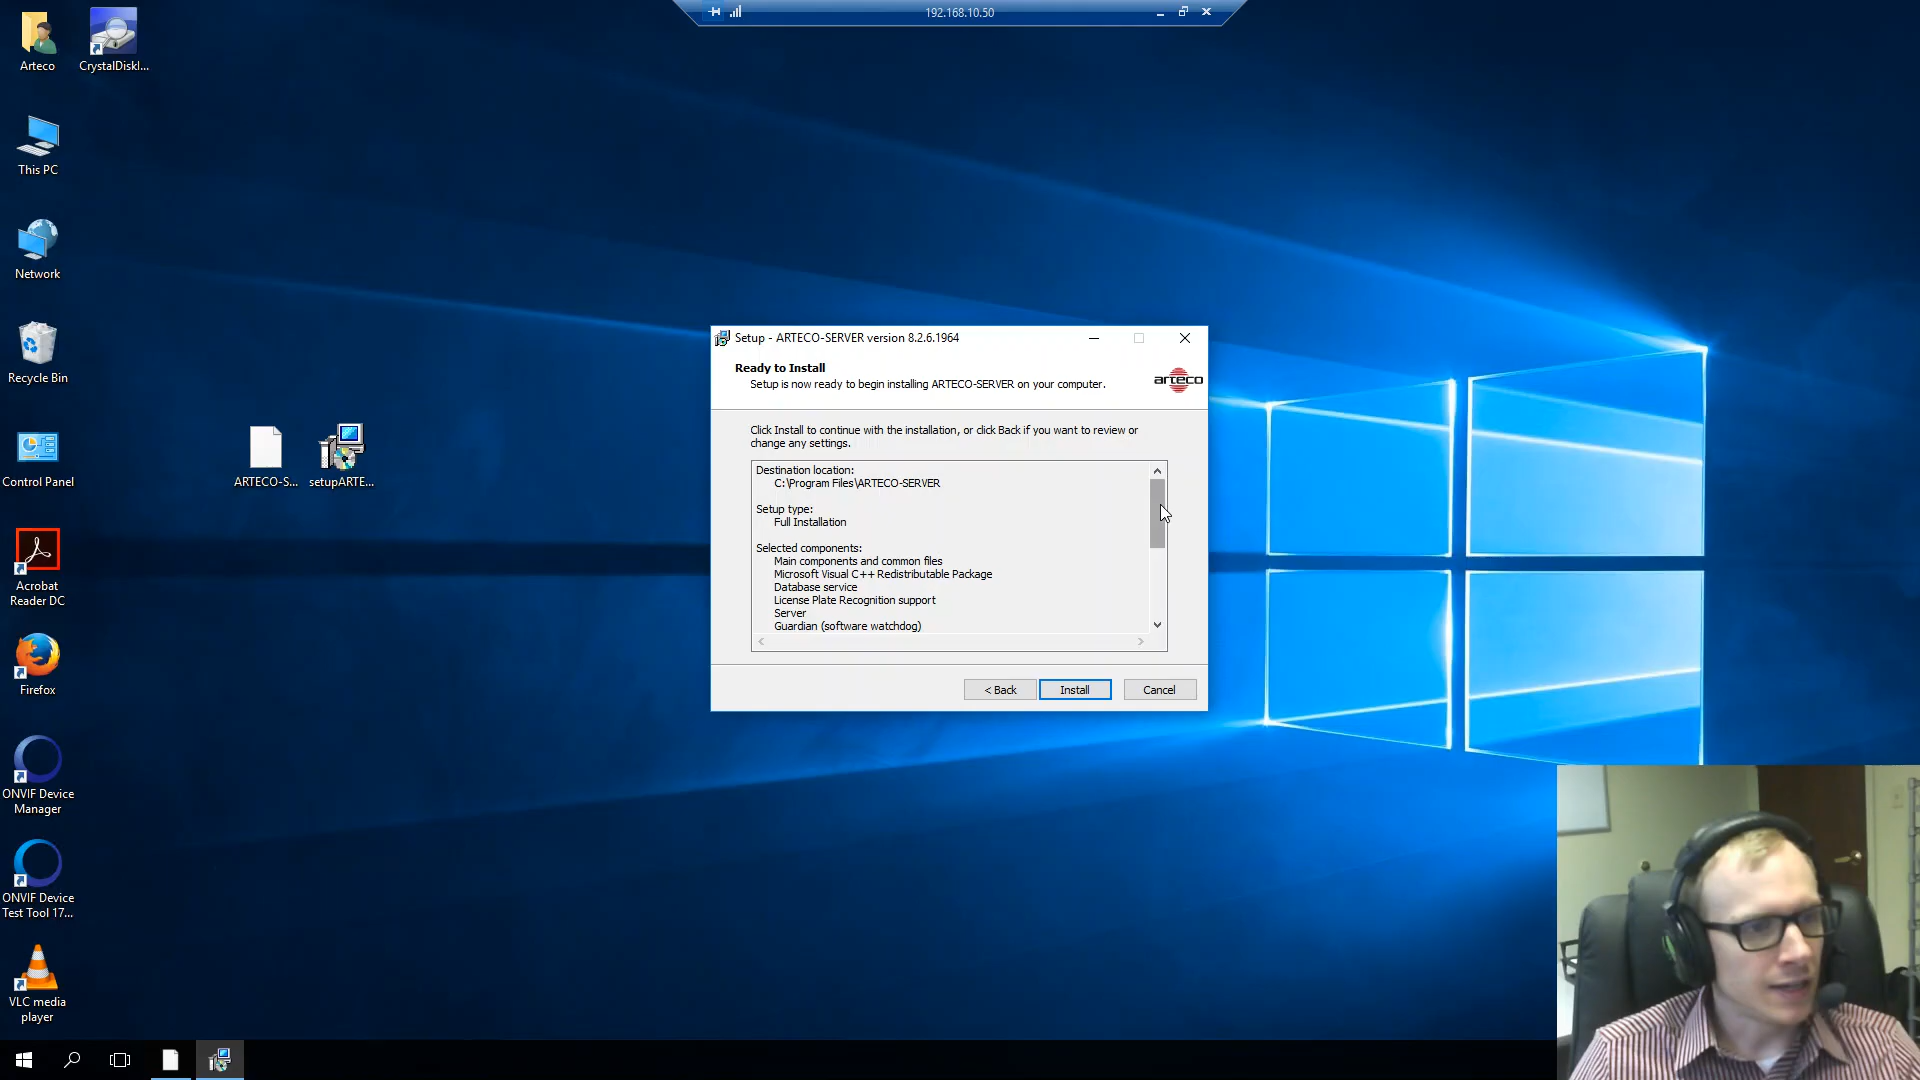 192.168.10.50
Arteco
CrystalDiskI...
This PC
Network
Recycle Bin
Control Panel
Acrobat
Reader DC
Firefox
ONVIF Device
Manager
ONVIF Device
Test Tool 17...
VLC media
player
ARTECO-S...
setupARTE...
Setup - ARTECO-SERVER version 8.2.6.1964
Ready to Install
Setup is now ready to begin installing ARTECO-SERVER on your computer.
arteco
Click Install to continue with the installation, or click Back if you want to review or
change any settings.
Destination location:
C:\Program Files\ARTECO-SERVER
Setup type:
Full Installation
Selected components:
Main components and common files
Microsoft Visual C++ Redistributable Package
Database service
License Plate Recognition support
Server
Guardian (software watchdog)
< Back
Install
Cancel